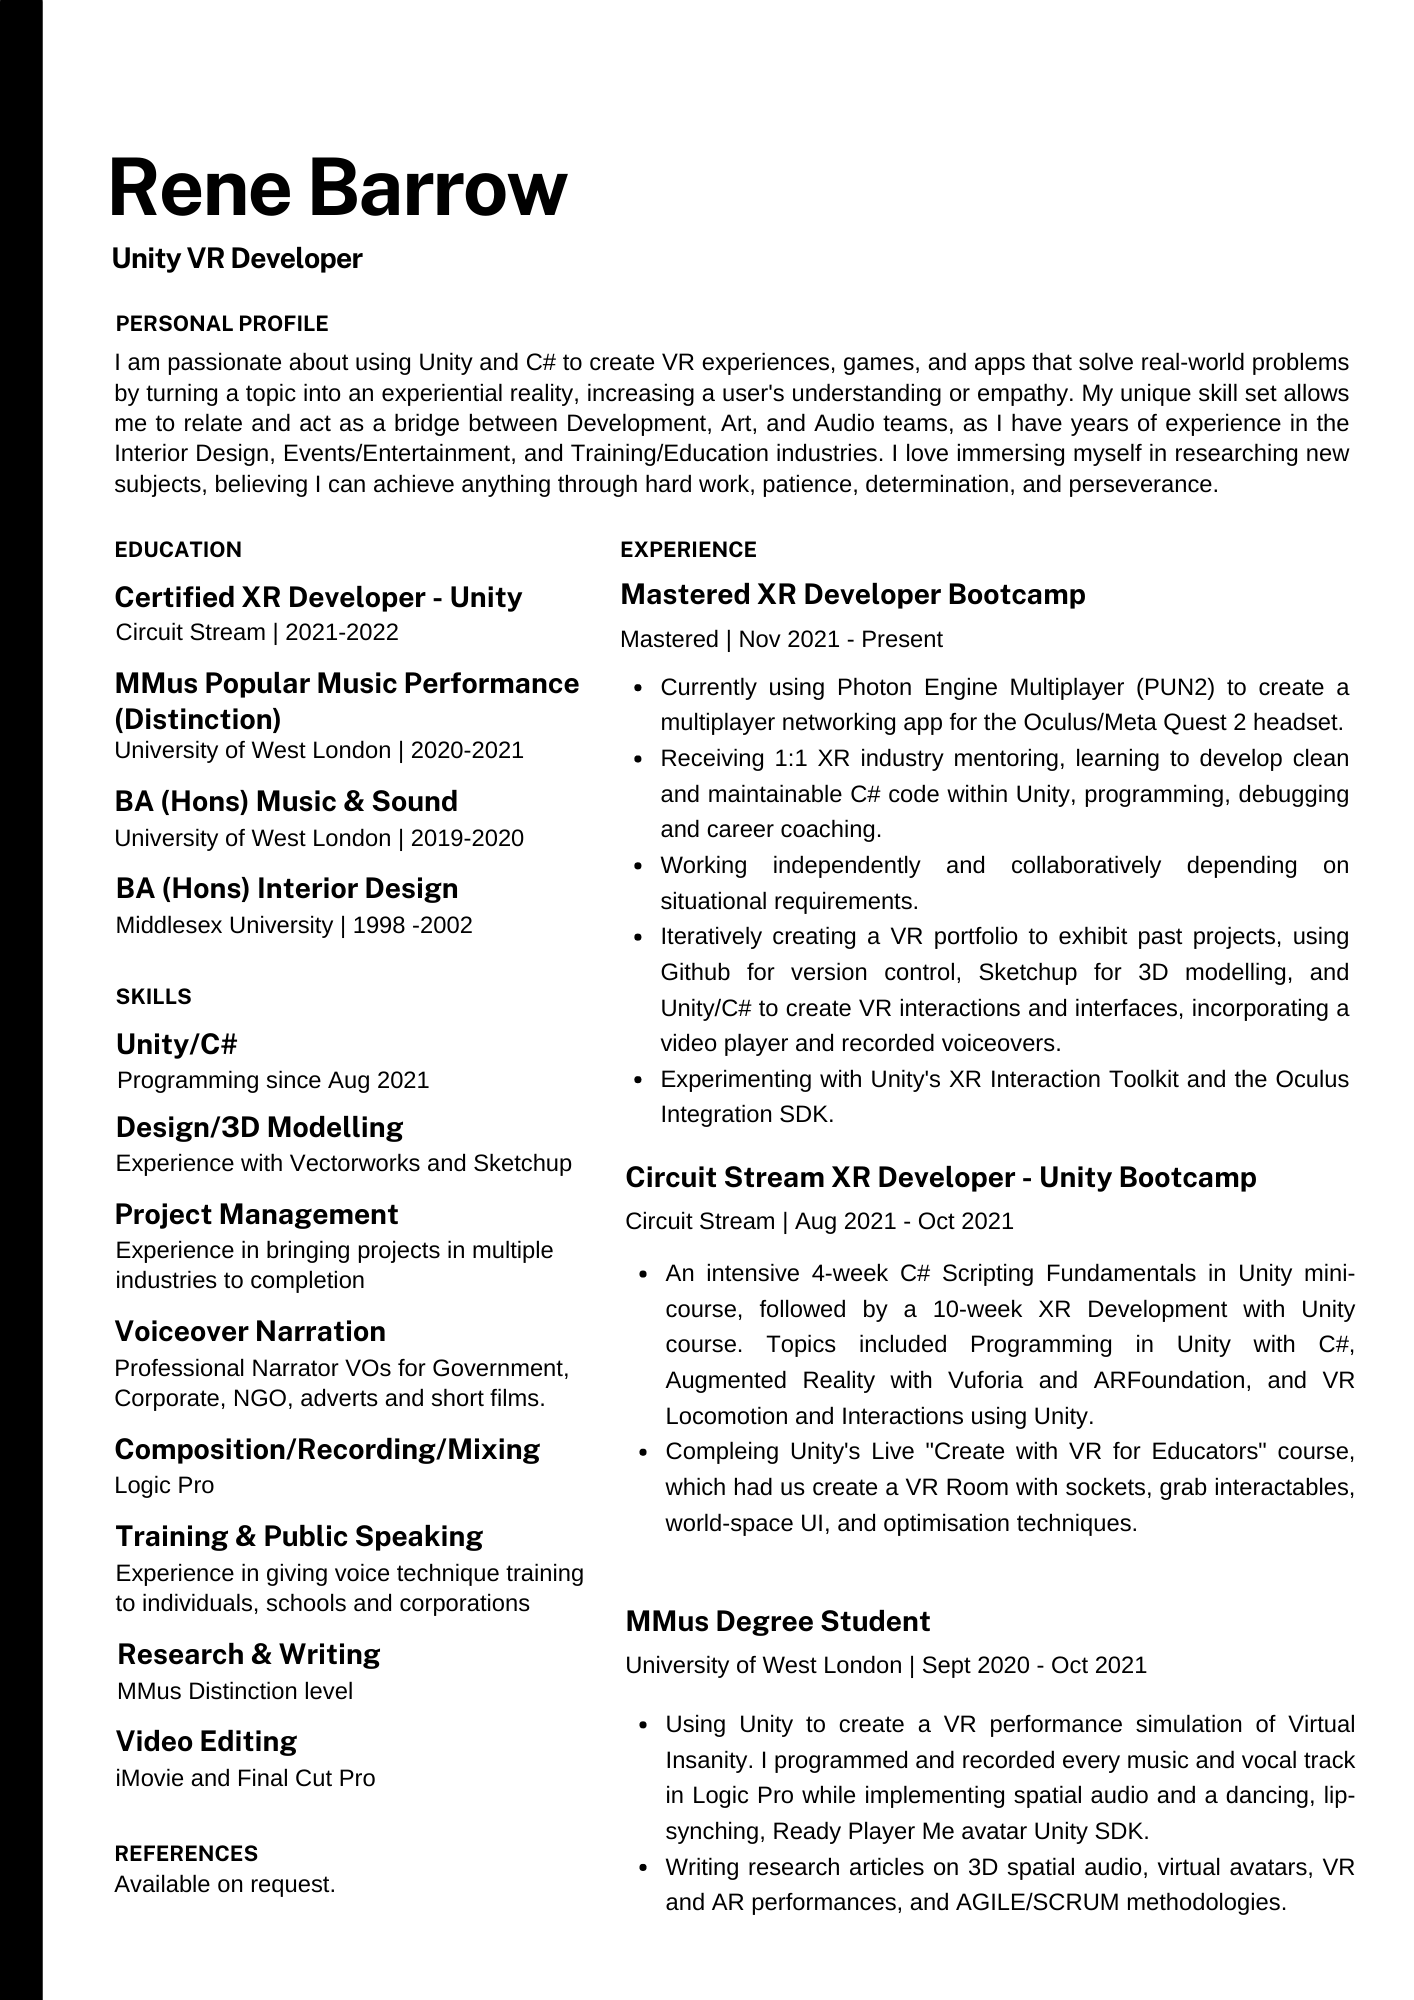 Rene Barrow
Unity VR Developer
PERSONAL PROFILE
I am passionate about using Unity and C# to create VR experiences, games, and apps that solve real-world problems
by turning a topic into an experiential reality, increasing a user's understanding or empathy. My unique skill set allows
me to relate and act as a bridge between Development, Art, and Audio teams, as I have years of experience in the
Interior Design, Events/Entertainment, and Training/Education industries. I love immersing myself in researching new
subjects, believing I can achieve anything through hard work, patience, determination, and perseverance.
EDUCATION
Certified XR Developer - Unity
Circuit Stream | 2021-2022
MMus Popular Music Performance
(Distinction)
University of West London | 2020-2021
BA (Hons) Music & Sound
University of West London | 2019-2020
BA (Hons) Interior Design
Middlesex University | 1998 -2002
SKILLS
Unity/C#
Programming since Aug 2021
Design/3D Modelling
Experience with Vectorworks and Sketchup
Project Management
Experience in bringing projects in multiple
industries to completion
Voiceover Narration
Professional Narrator VOs for Government,
Corporate, NGO, adverts and short films.
Composition/Recording/Mixing
Logic Pro
Training & Public Speaking
Experience in giving voice technique training
to individuals, schools and corporations
Research & Writing
MMus Distinction level
Video Editing
iMovie and Final Cut Pro
REFERENCES
Available on request.
EXPERIENCE
Mastered XR Developer Bootcamp
Mastered | Nov 2021 - Present
• Currently using Photon Engine Multiplayer (PUN2) to create a
multiplayer networking app for the Oculus/Meta Quest 2 headset.
• Receiving 1:1 XR industry mentoring, learning to develop clean
and maintainable C# code within Unity, programming, debugging
and career coaching.
• Working independently and collaboratively depending on
situational requirements.
• Iteratively creating a VR portfolio to exhibit past projects, using
Github for version control, Sketchup for 3D modelling, and
Unity/C# to create VR interactions and interfaces, incorporating a
video player and recorded voiceovers.
• Experimenting with Unity's XR Interaction Toolkit and the Oculus
Integration SDK.
Circuit Stream XR Developer - Unity Bootcamp
Circuit Stream | Aug 2021 - Oct 2021
• An intensive 4-week C# Scripting Fundamentals in Unity mini-
course, followed by a 10-week XR Development with Unity
course. Topics included Programming in Unity with C#,
Augmented Reality with Vuforia and ARFoundation, and VR
Locomotion and Interactions using Unity.
• Compleing Unity's Live "Create with VR for Educators" course,
which had us create a VR Room with sockets, grab interactables,
world-space UI, and optimisation techniques.
MMus Degree Student
University of West London | Sept 2020 - Oct 2021
• Using Unity to create a VR performance simulation of Virtual
Insanity. I programmed and recorded every music and vocal track
in Logic Pro while implementing spatial audio and a dancing, lip-
synching, Ready Player Me avatar Unity SDK.
• Writing research articles on 3D spatial audio, virtual avatars, VR
and AR performances, and AGILE/SCRUM methodologies.